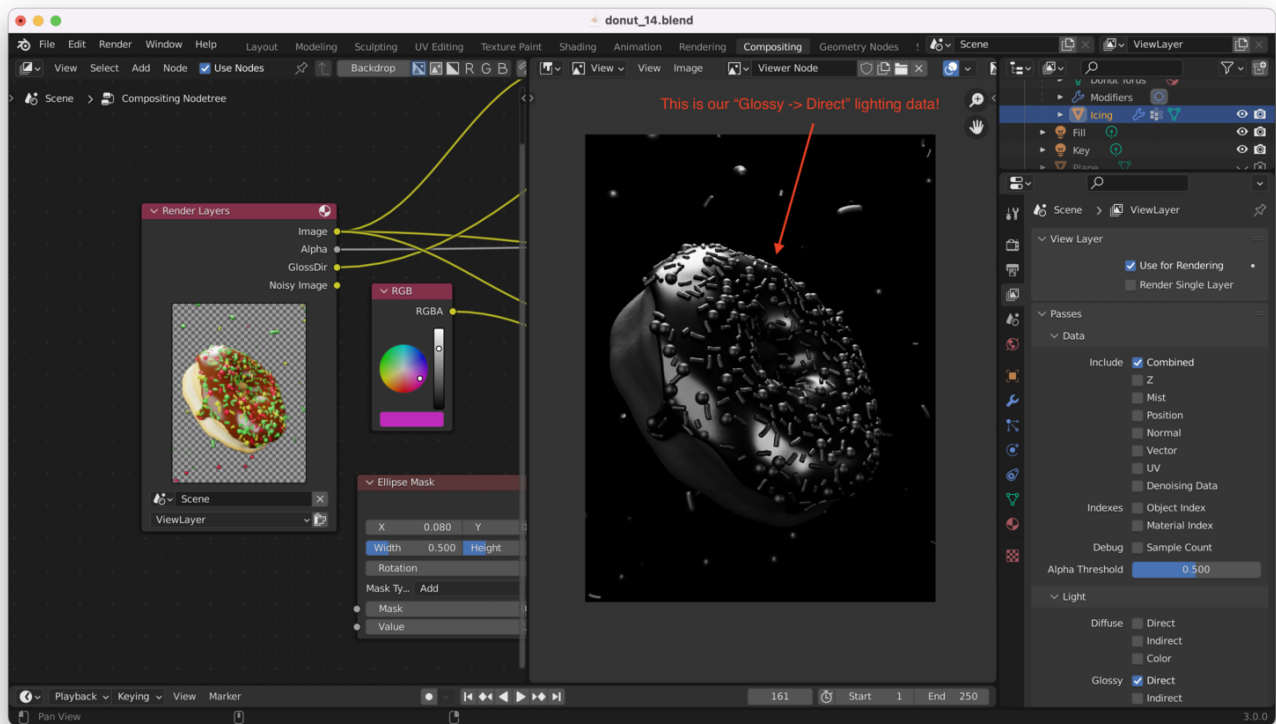 donut_14.blend
File Edit Render Window Help Layout Modeling Sculpting UV Editing Texture Paint Shading Animation Rendering Compositing Geometry Nodes Scene ViewLayer
View Select Add Node Use Nodes Backdrop R G B View View Image Viewer Node
Scene > Compositing Nodetree
This is our “Glossy -> Direct” lighting data!
Render Layers
Image
Alpha
GlossDir
Noisy Image
Scene
ViewLayer
RGB
RGBA
Ellipse Mask
X 0.080 Y
Width 0.500 Height
Rotation
Mask Ty... Add
Mask
Value
Donut Torus
Modifiers
Icing
Fill
Key
Plane
Scene > ViewLayer
View Layer
Use for Rendering
Render Single Layer
Passes
Data
Include Combined
Z
Mist
Position
Normal
Vector
UV
Denoising Data
Indexes Object Index
Material Index
Debug Sample Count
Alpha Threshold 0.500
Light
Diffuse Direct
Indirect
Color
Glossy Direct
Indirect
Playback Keying View Marker 161 Start 1 End 250
Pan View 3.0.0